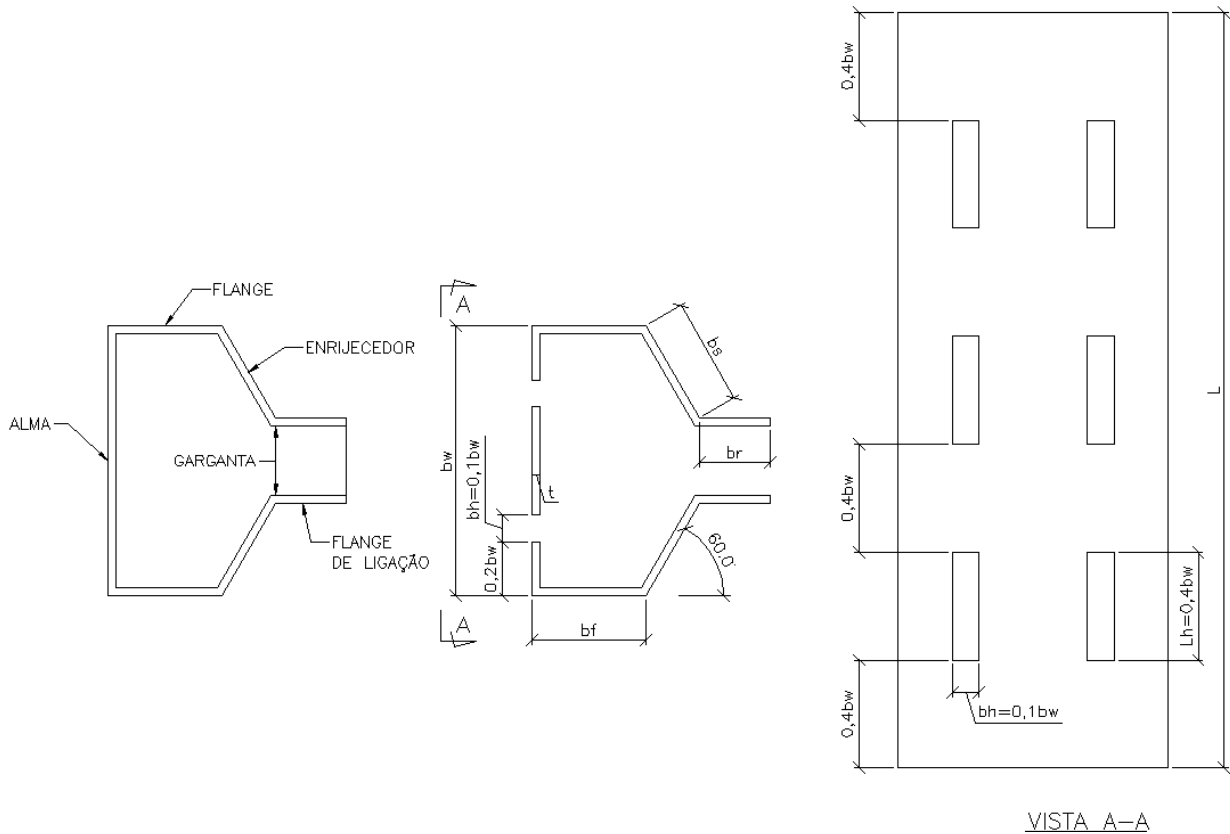 FLANGE
ENRIJECEDOR
ALMA
GARGANTA
FLANGE
DE LIGAÇÃO
A
bs
bw
bh=0,1bw
t
br
0,2bw
60.0
bf
A
0,4bw
L
0,4bw
Lh=0,4bw
0,4bw
bh=0,1bw
VISTA A-A